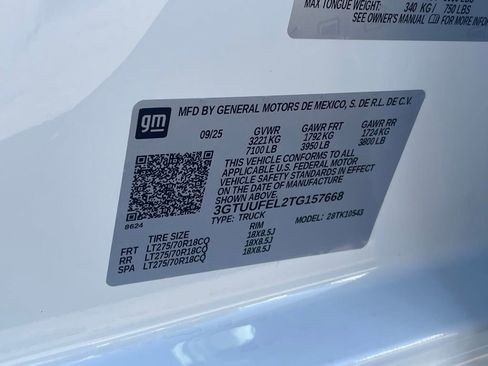 MAX TONGUE WEIGHT:
340 KG / 750 LBS
SEE OWNER'S MANUAL FOR MORE
gm
MFD BY GENERAL MOTORS DE MEXICO, S. DE R.L. DE C.V.
09/25 GVWR GAWR FRT GAWR RR
3221 KG 1792 KG 1724 KG
7100 LB 3950 LB 3800 LB
THIS VEHICLE CONFORMS TO ALL
APPLICABLE U.S. FEDERAL MOTOR
VEHICLE SAFETY STANDARDS IN EFFECT
ON THE DATE OF MANUFACTURE SHOWN ABOVE.
3GTUUFEL2TG157668
TYPE: TRUCK MODEL: 28TK10543
8624
TIRE SIZE RIM
FRT LT275/70R18CQ 18X8.5J
RR LT275/70R18CQ 18X8.5J
SPA LT275/70R18CQ 18X8.5J